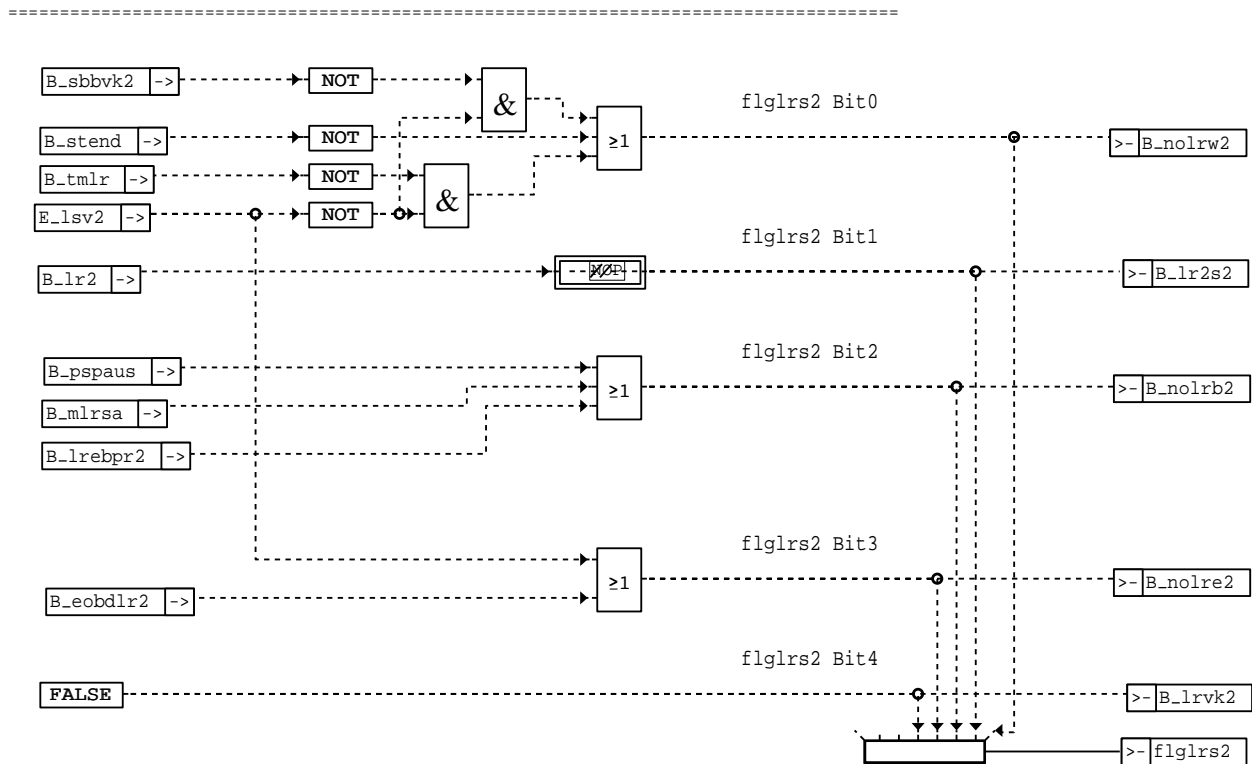 B_sbbvk2 -> NOT &
flglrs2 Bit0
B_stend -> NOT ≥1 >- B_nolrw2
B_tmlr -> NOT &
E_lsv2 -> NOT
flglrs2 Bit1
B_lr2 -> NOP >- B_lr2s2
flglrs2 Bit2
B_pspaus -> ≥1 >- B_nolrb2
B_mlrsa ->
B_lrebpr2 ->
flglrs2 Bit3
≥1 >- B_nolre2
B_eobdlr2 ->
flglrs2 Bit4
FALSE >- B_lrvk2
>- flglrs2